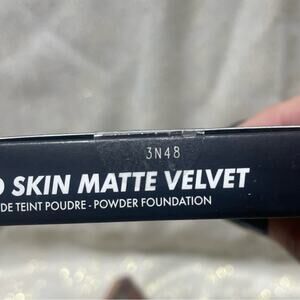 3N48
D SKIN MATTE VELVET
DE TEINT POUDRE - POWDER FOUNDATION